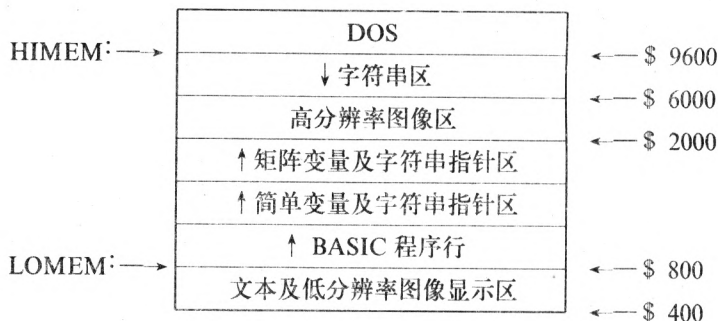 DOS
HIMEM:
$ 9600
↓字符串区
$ 6000
高分辨率图像区
$ 2000
↑矩阵变量及字符串指针区
↑简单变量及字符串指针区
↑ BASIC 程序行
LOMEM:
$ 800
文本及低分辨率图像显示区
$ 400